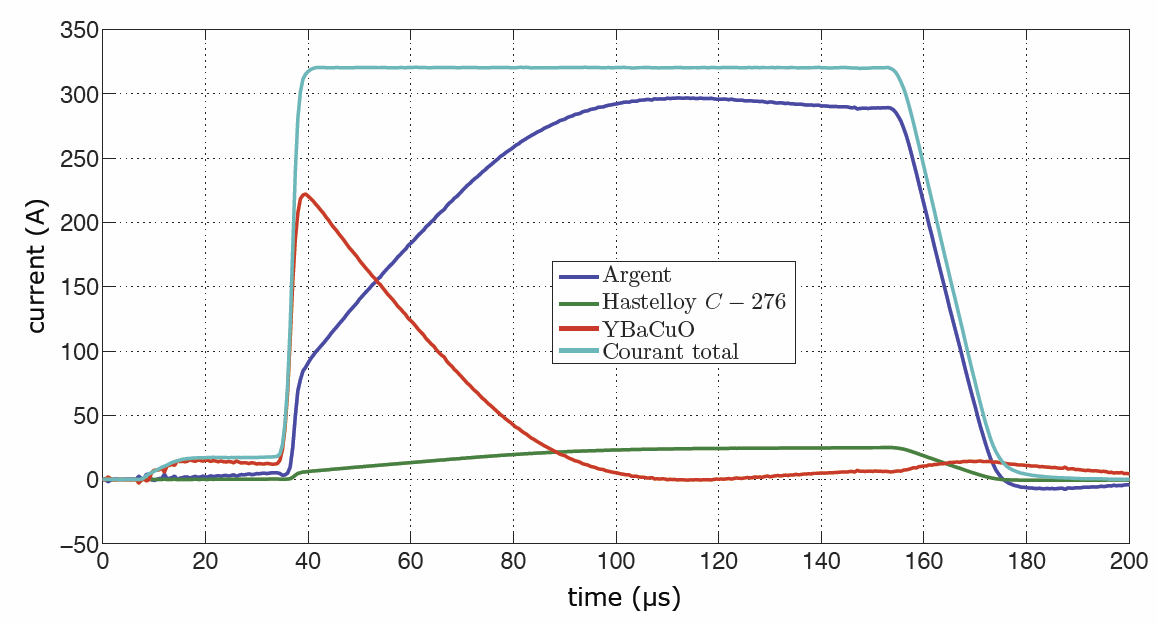 350
300
250
200
150
100
50
0
−50
current (A)
Argent
Hastelloy C − 276
YBaCuO
Courant total
0 20 40 60 80 100 120 140 160 180 200
time (µs)